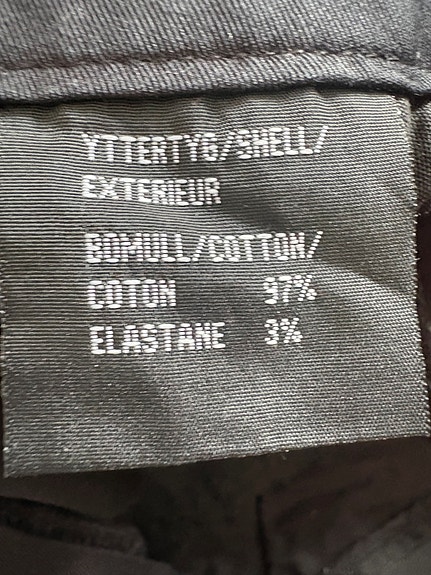 YTTERTYG/SHELL/
EXTERIEUR
BOMULL/COTTON/
COTON 97%
ELASTANE 3%